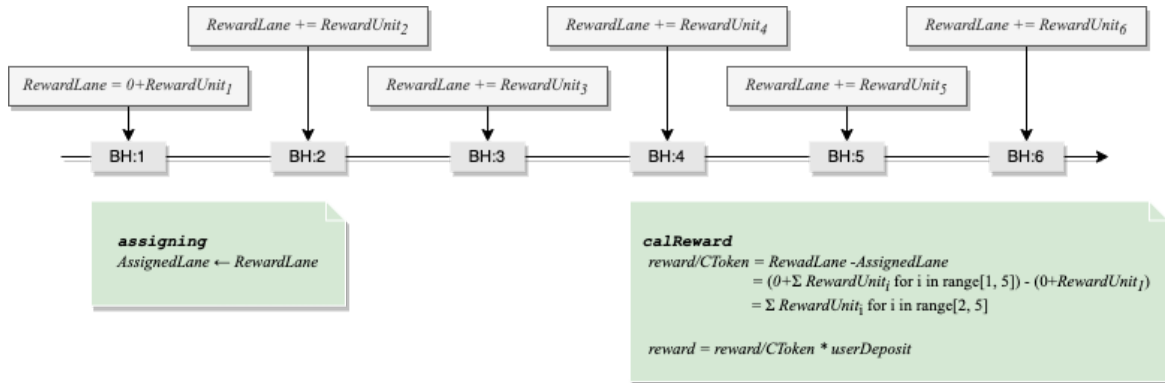 RewardLane += RewardUnit2
RewardLane += RewardUnit4
RewardLane += RewardUnit6
RewardLane = 0+RewardUnit1
RewardLane += RewardUnit3
RewardLane += RewardUnit5
BH:1
BH:2
BH:3
BH:4
BH:5
BH:6
assigning
AssignedLane ← RewardLane
calReward
reward/CToken = RewadLane -AssignedLane
= (0+Σ RewardUniti for i in range[1, 5]) - (0+RewardUnit1)
= Σ RewardUniti for i in range[2, 5]
reward = reward/CToken * userDeposit